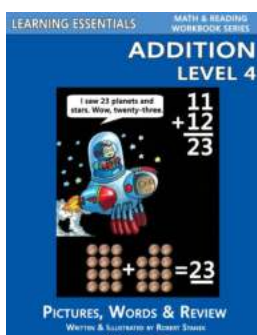 LEARNING ESSENTIALS
MATH & READING
WORKBOOK SERIES
ADDITION
LEVEL 4
I saw 23 planets and
stars. Wow, twenty-three.
11
+12
23
+ =23
PICTURES, WORDS & REVIEW
WRITTEN & ILLUSTRATED BY ROBERT STANEK